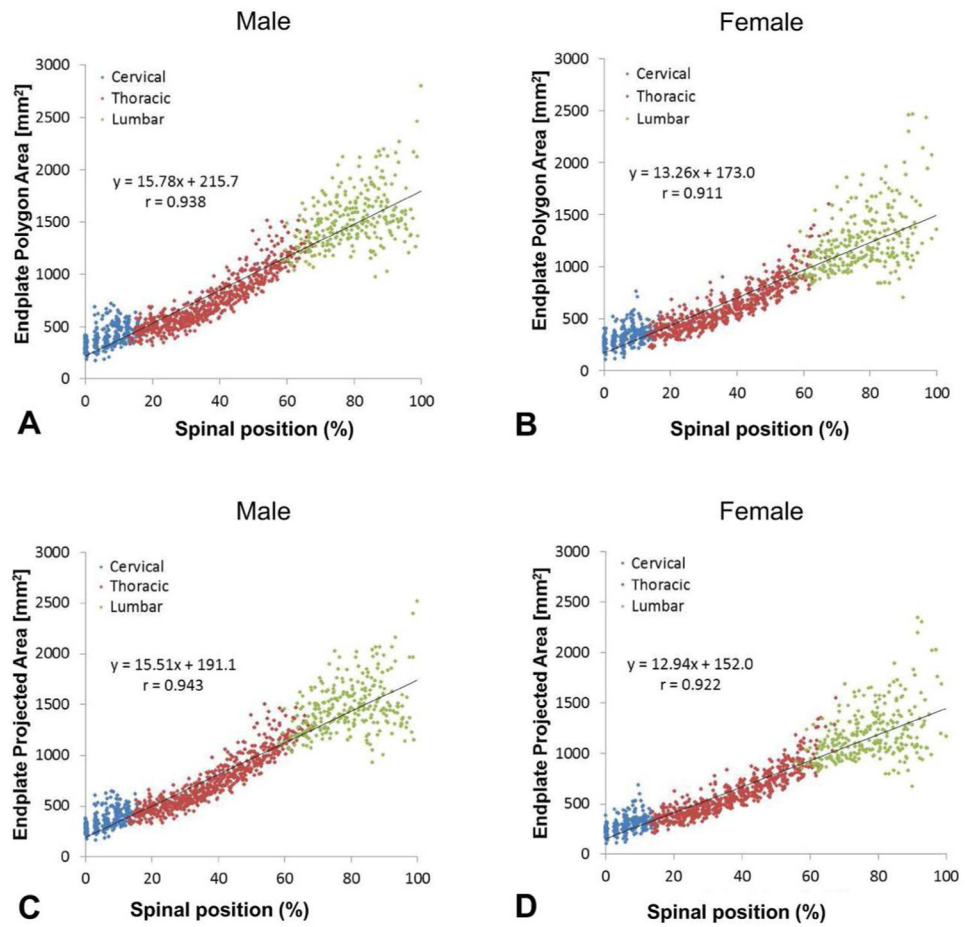 Male
Female
Endplate Polygon Area [mm²]
3000
2500
2000
1500
1000
500
0
• Cervical
• Thoracic
• Lumbar
y = 15.78x + 215.7
r = 0.938
0 20 40 60 80 100
Spinal position (%)
A
Endplate Polygon Area [mm²]
3000
2500
2000
1500
1000
500
0
• Cervical
• Thoracic
• Lumbar
y = 13.26x + 173.0
r = 0.911
0 20 40 60 80 100
Spinal position (%)
B
Male
Female
Endplate Projected Area [mm²]
3000
2500
2000
1500
1000
500
0
• Cervical
• Thoracic
• Lumbar
y = 15.51x + 191.1
r = 0.943
0 20 40 60 80 100
Spinal position (%)
C
Endplate Projected Area [mm²]
3000
2500
2000
1500
1000
500
0
• Cervical
• Thoracic
• Lumbar
y = 12.94x + 152.0
r = 0.922
0 20 40 60 80 100
Spinal position (%)
D